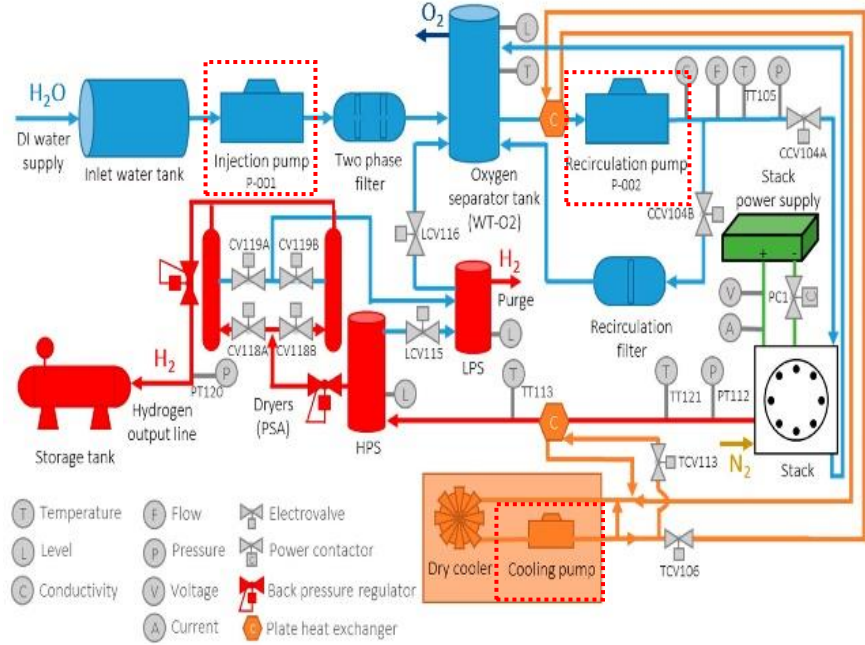 O2
L
T
H2O
DI water
supply
Inlet water tank
Injection pump
P-001
Two phase
filter
Oxygen
separator tank
(WT-O2)
C
Recirculation pump
P-002
F
T
P
TT105
CCV104A
CCV104B
Stack
power supply
+
-
V
A
PC1
Recirculation
filter
LCV116
CV119A
CV119B
CV118A
CV118B
H2
Purge
LCV115
L
LPS
H2
P
PT120
Hydrogen
output line
Dryers
(PSA)
L
HPS
Storage tank
T
TT113
C
T
TT121
P
PT112
N2
Stack
TCV113
TCV106
Dry cooler
Cooling pump
T Temperature
F Flow
Electrovalve
L Level
P Pressure
Power contactor
C Conductivity
V Voltage
Back pressure regulator
A Current
C Plate heat exchanger